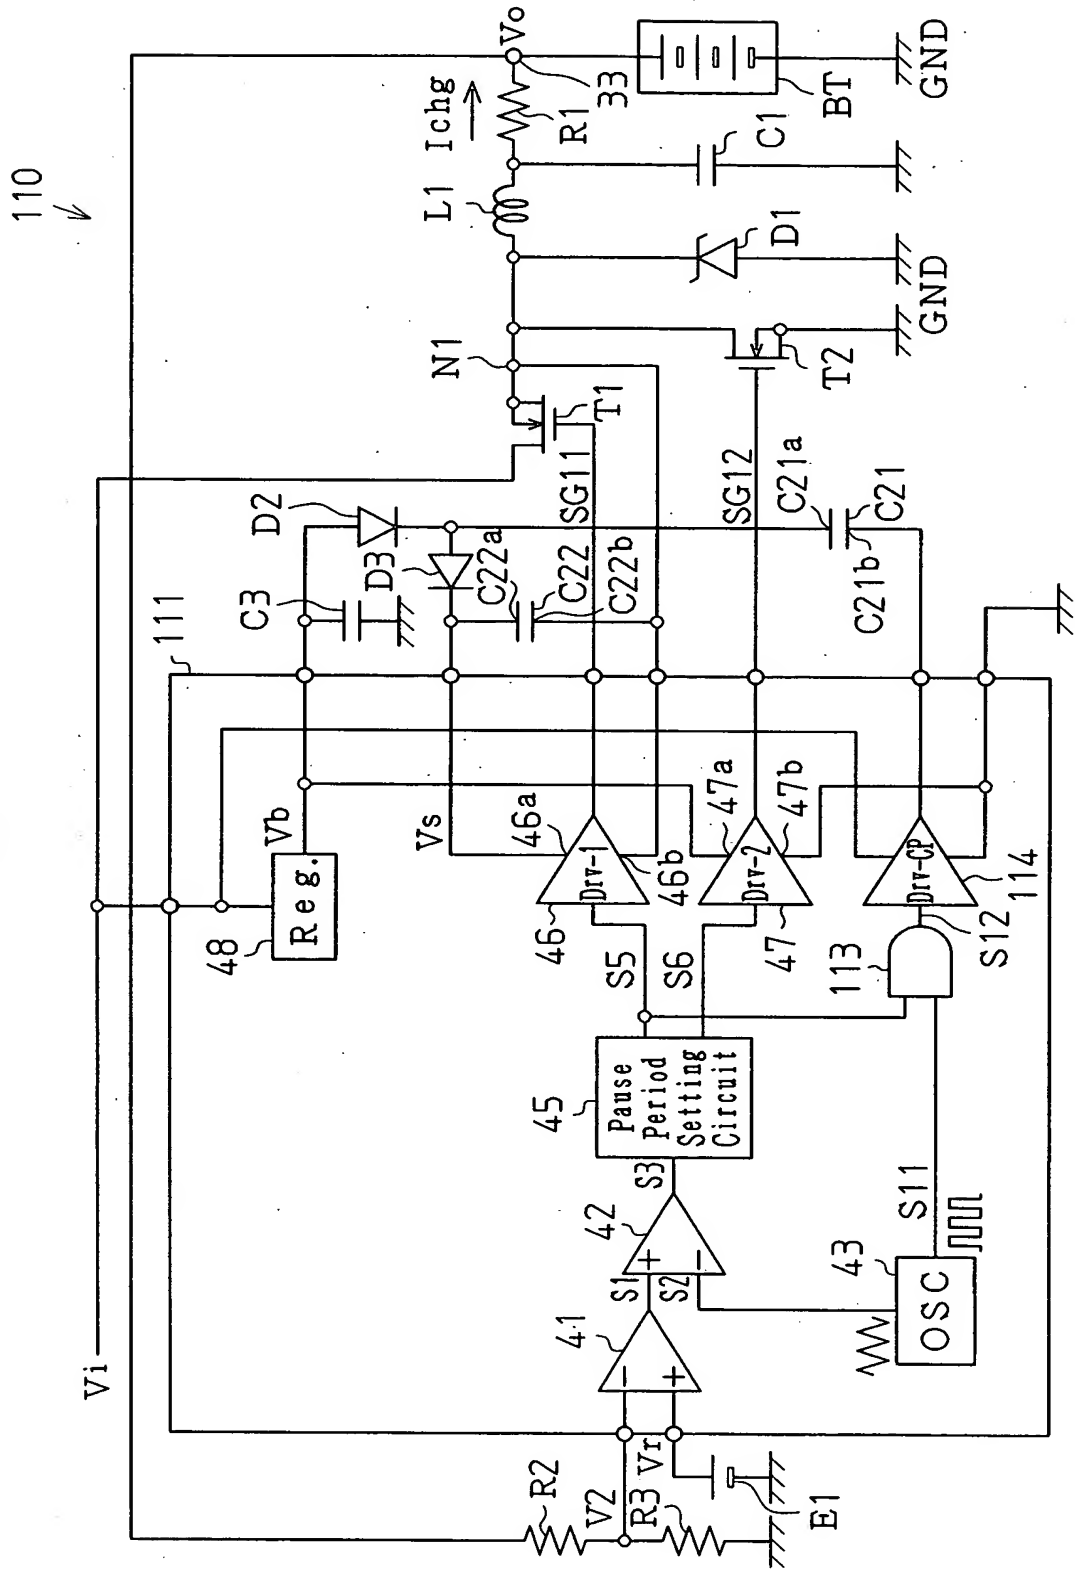 110
Vi
111
Vo
Ichg
33
R1
L1
N1
C1
BT
GND
D1
GND
T1
T2
D2
C3
D3
C22a
C22
C22b
SG11
SG12
C21a
C21
C21b
Vb
Reg.
48
Vs
46a
46b
Drv-1
46
47a
47b
Drv-2
47
Drv-CP
114
S12
113
S5
S6
45
Pause
Period
Setting
Circuit
S3
42
+
−
S1
S2
41
−
+
S11
43
OSC
R2
V2
R3
Vr
E1